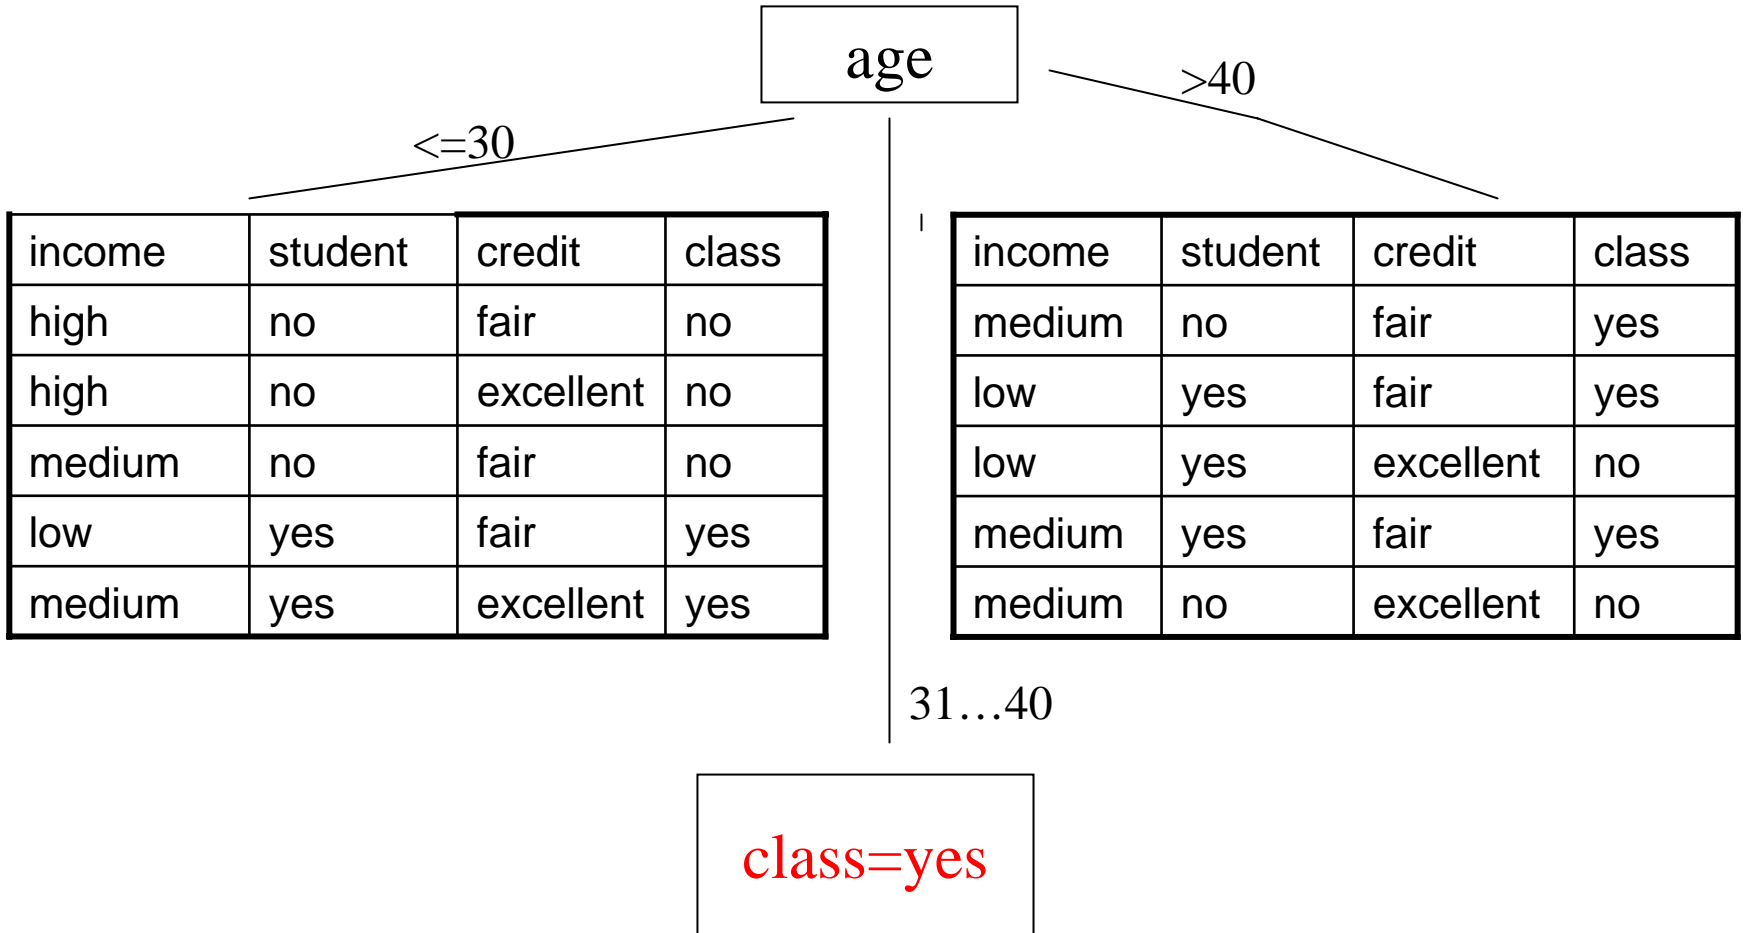 age
<=30
>40
income student credit class
high no fair no
high no excellent no
medium no fair no
low yes fair yes
medium yes excellent yes
income student credit class
medium no fair yes
low yes fair yes
low yes excellent no
medium yes fair yes
medium no excellent no
31…40
class=yes